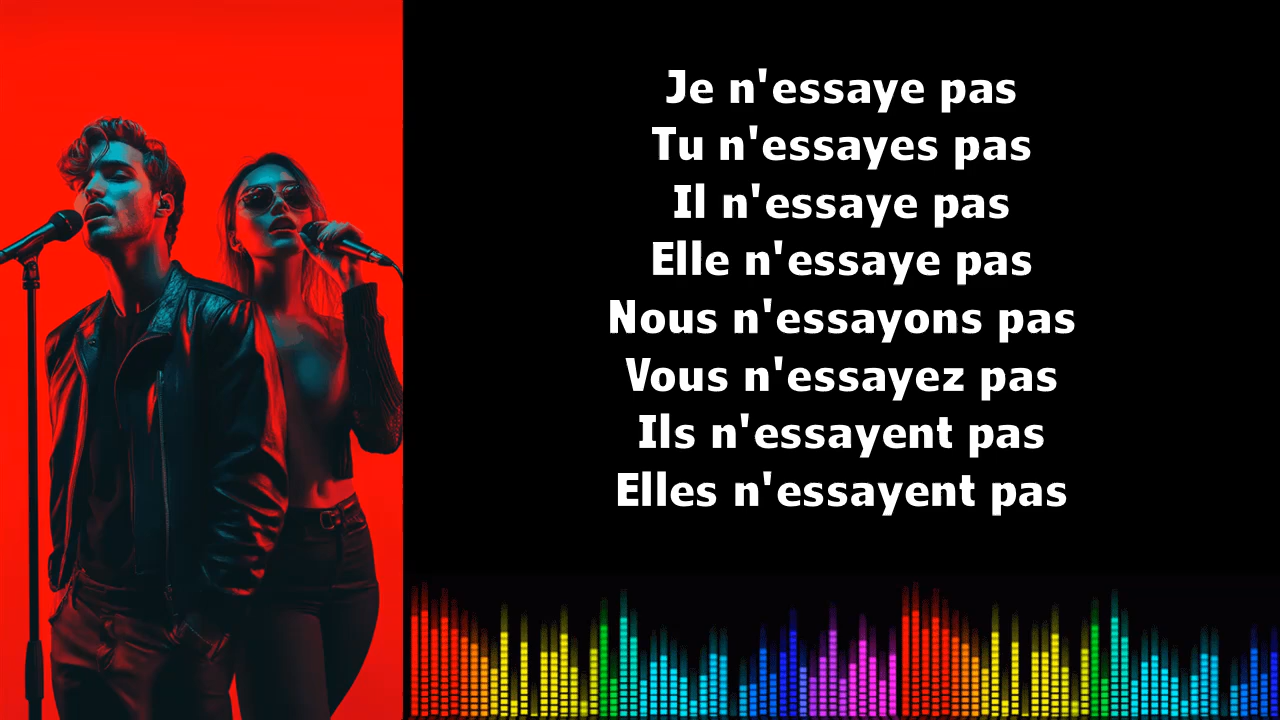 Je n'essaye pas
Tu n'essayes pas
Il n'essaye pas
Elle n'essaye pas
Nous n'essayons pas
Vous n'essayez pas
Ils n'essayent pas
Elles n'essayent pas